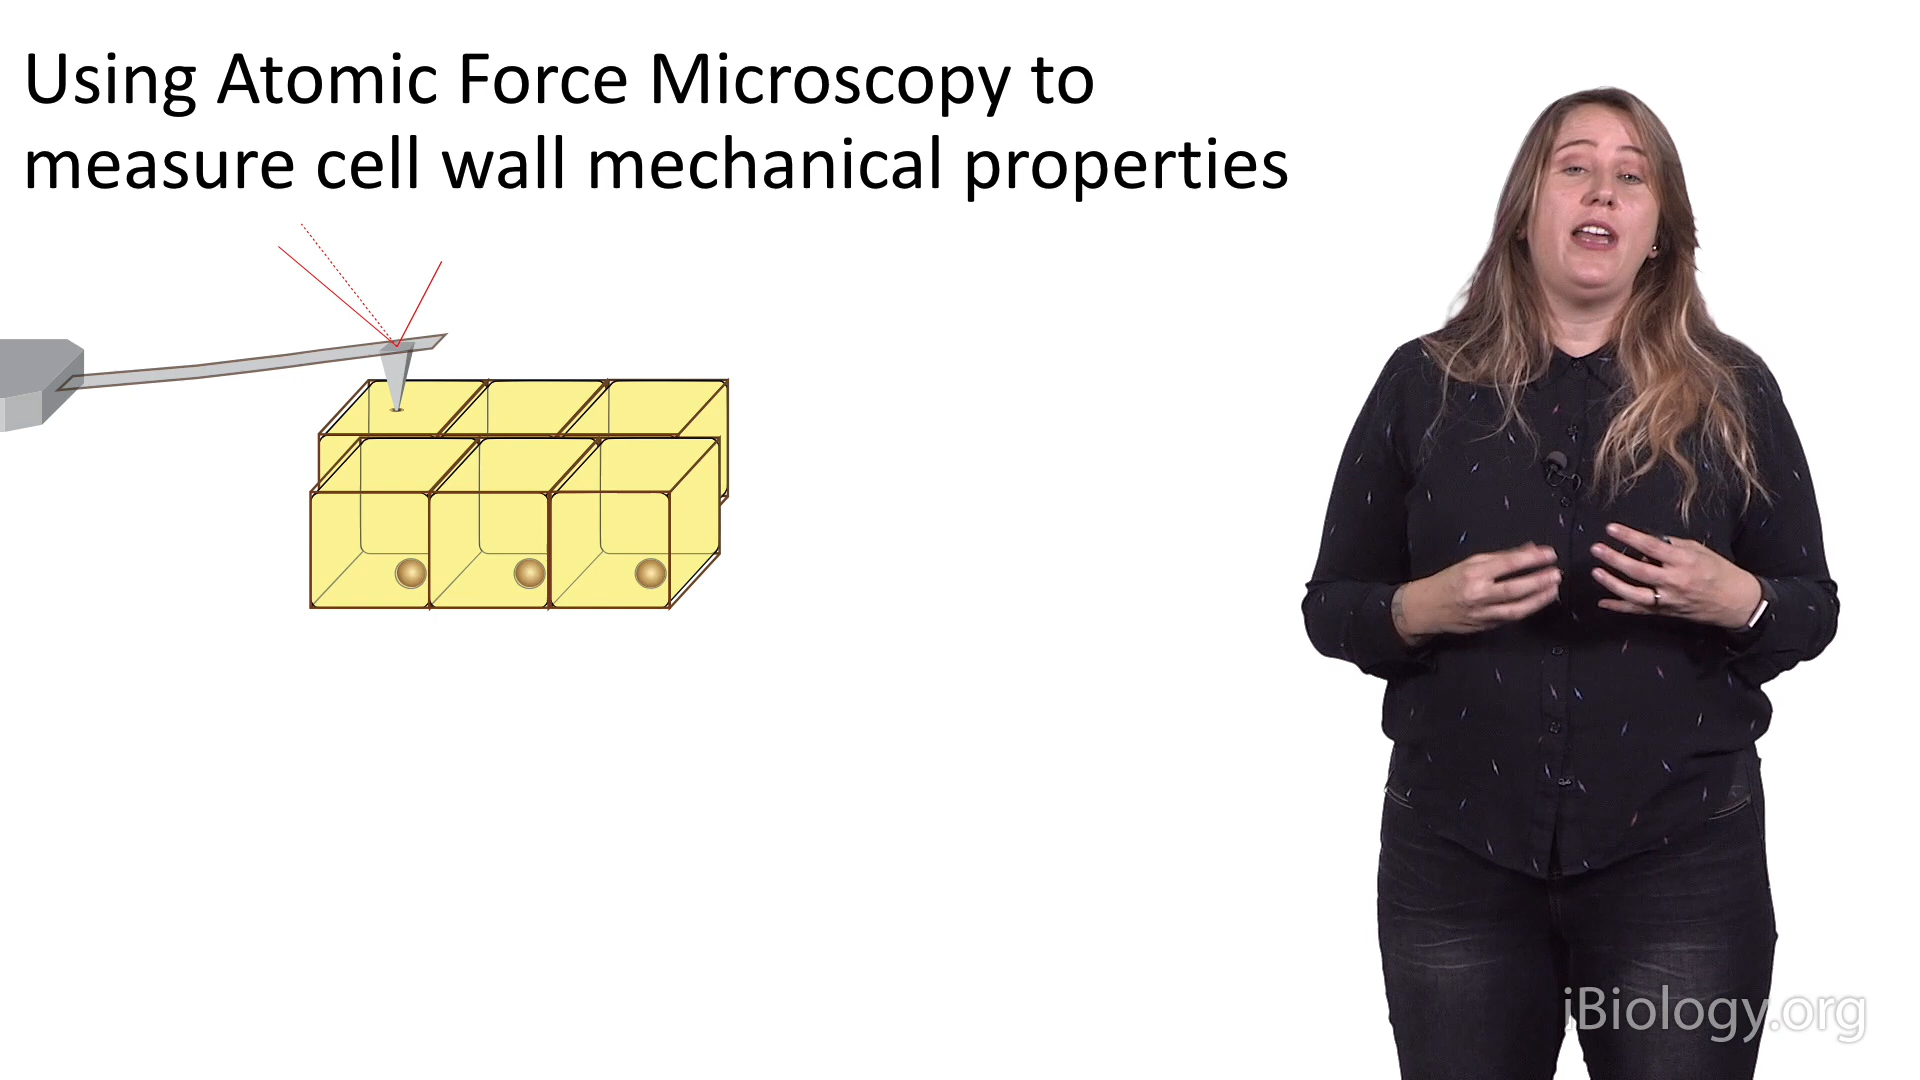 Using Atomic Force Microscopy to
measure cell wall mechanical properties
iBiology.org